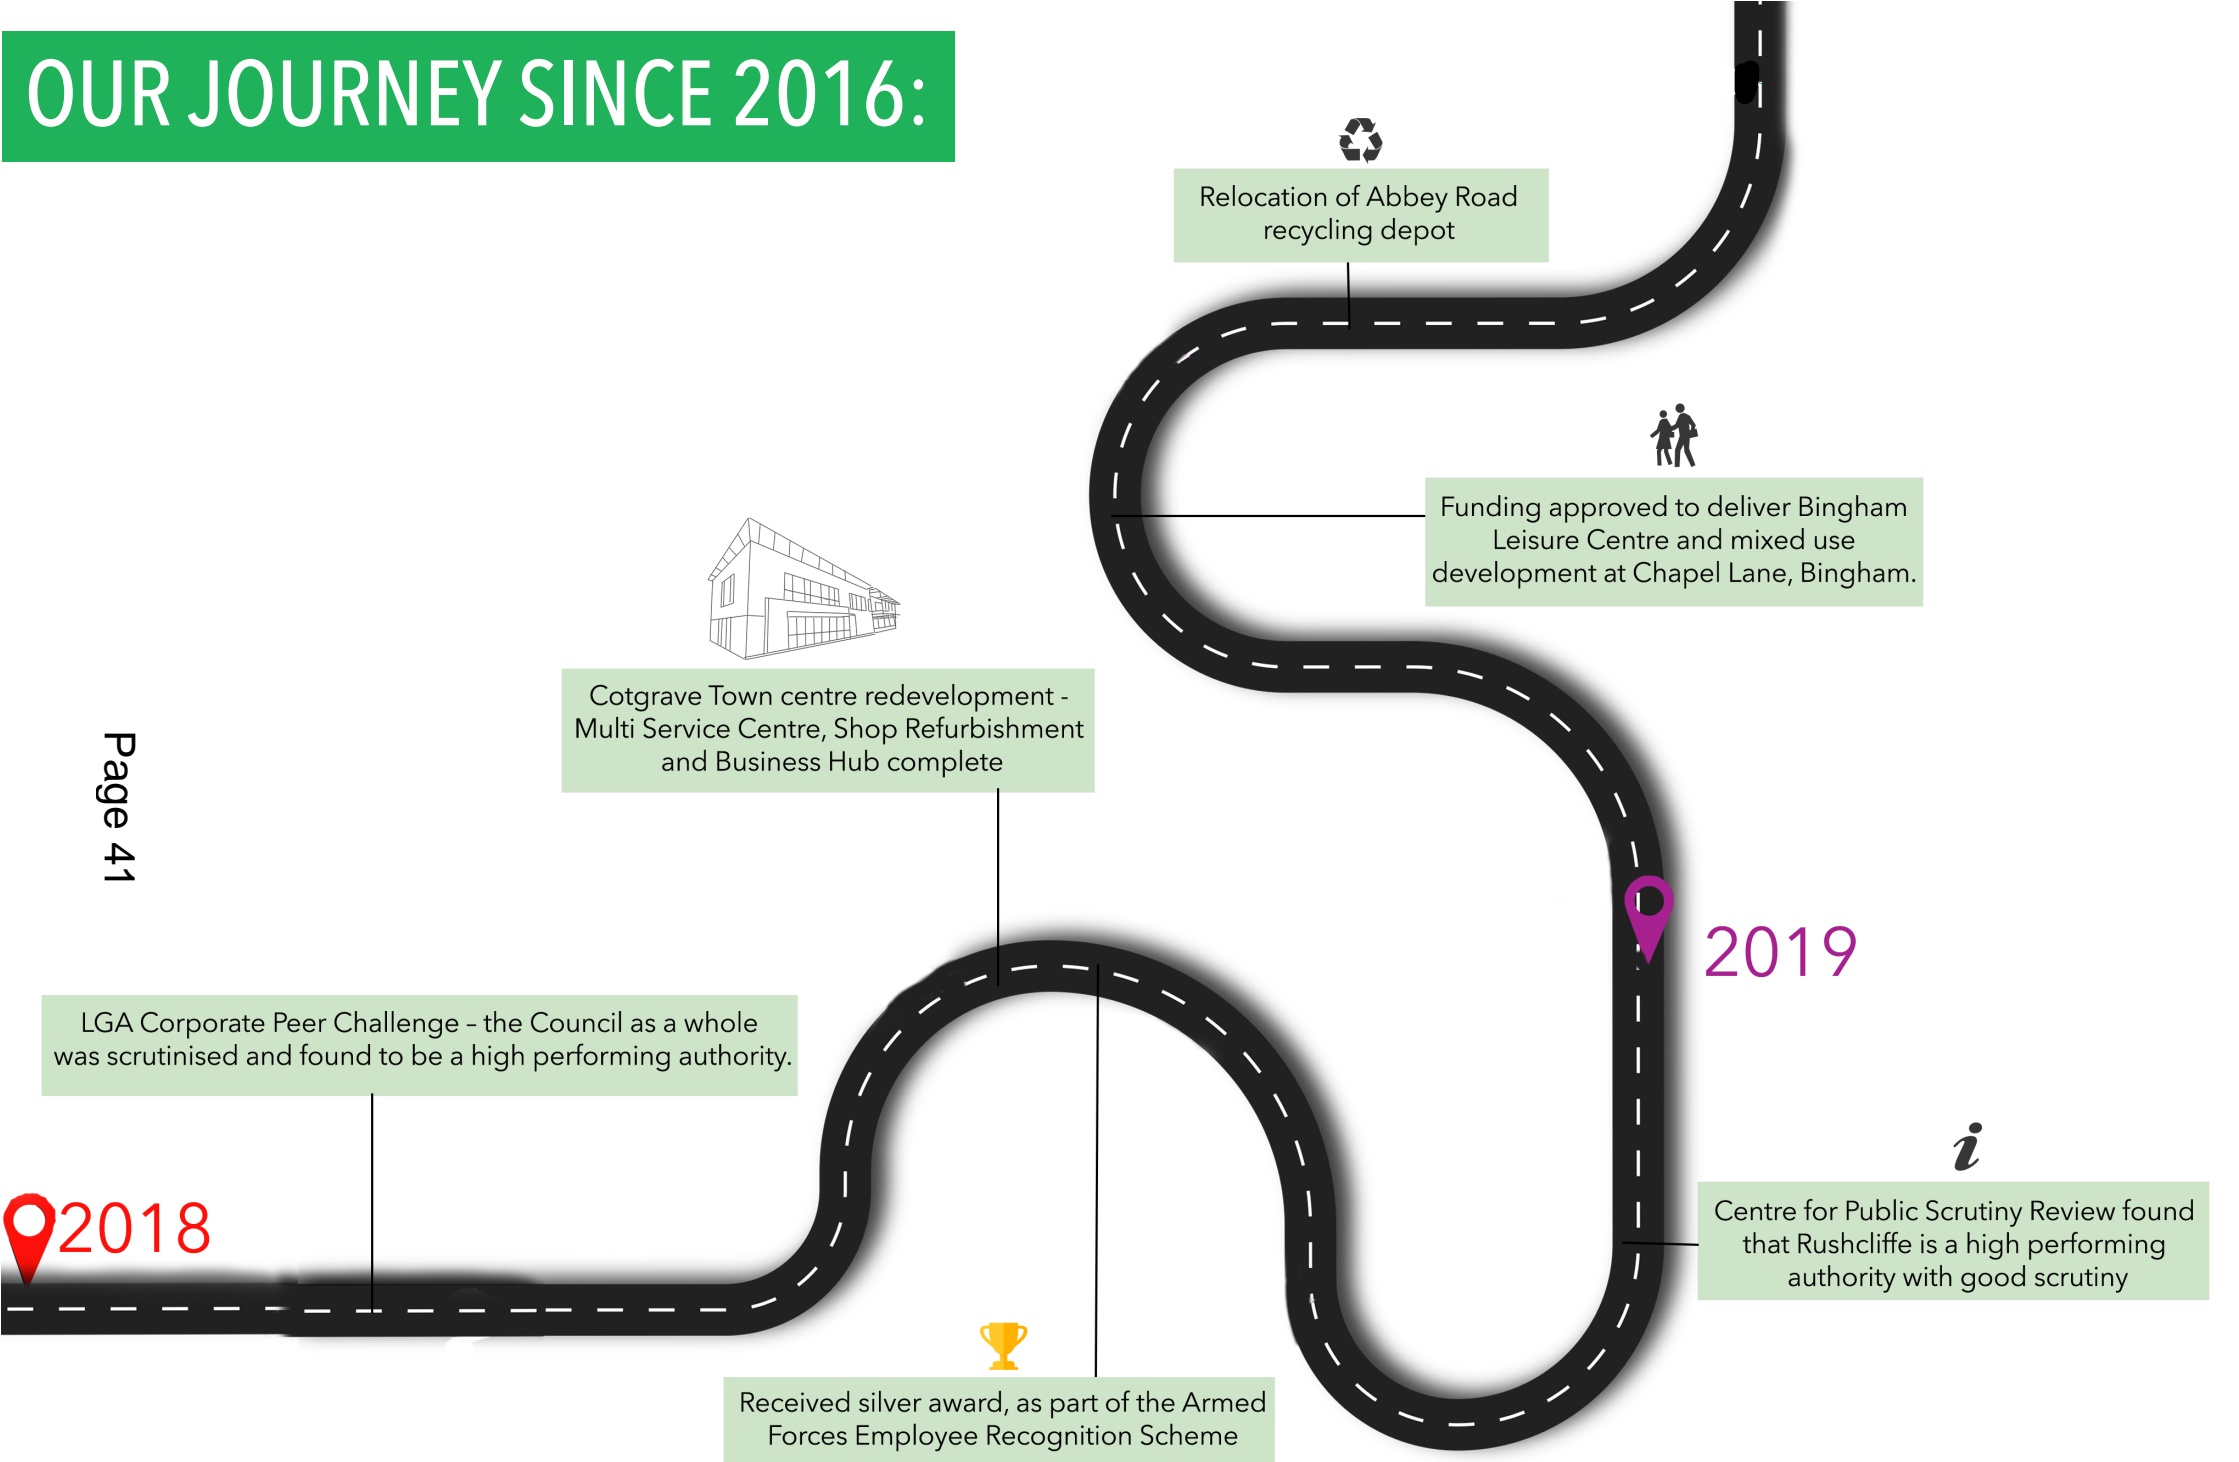 OUR JOURNEY SINCE 2016:
Relocation of Abbey Road
recycling depot
Funding approved to deliver Bingham
Leisure Centre and mixed use
development at Chapel Lane, Bingham.
Cotgrave Town centre redevelopment -
Multi Service Centre, Shop Refurbishment
and Business Hub complete
Page 41
2019
LGA Corporate Peer Challenge – the Council as a whole
was scrutinised and found to be a high performing authority.
2018
Centre for Public Scrutiny Review found
that Rushcliffe is a high performing
authority with good scrutiny
Received silver award, as part of the Armed
Forces Employee Recognition Scheme